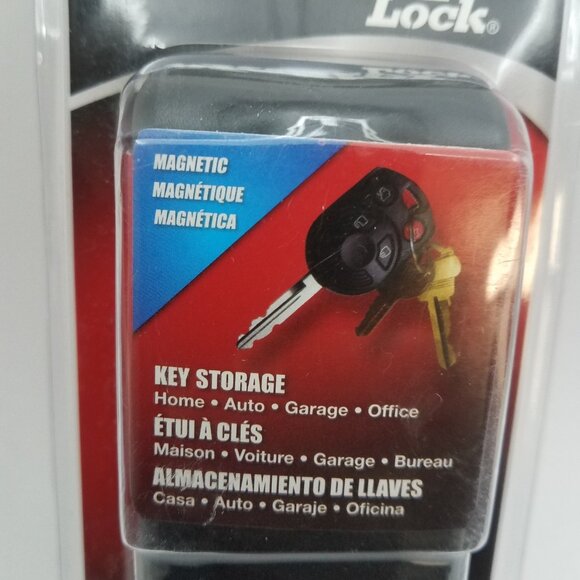 Lock®
MAGNETIC
MAGNÉTIQUE
MAGNÉTICA
KEY STORAGE
Home • Auto • Garage • Office
ÉTUI À CLÉS
Maison • Voiture • Garage • Bureau
ALMACENAMIENTO DE LLAVES
Casa • Auto • Garaje • Oficina